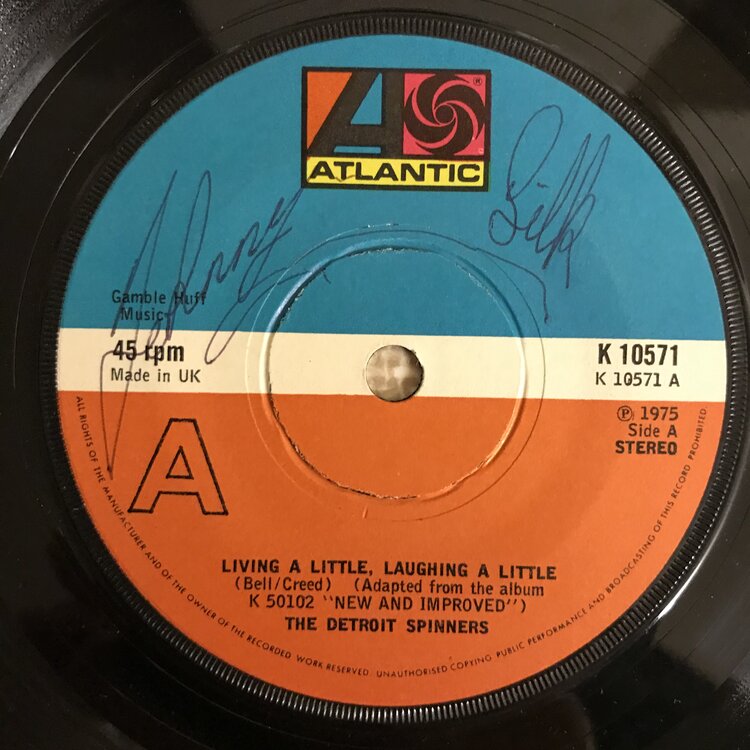 ATLANTIC
Johnny Silk
Gamble Huff
Music
45 rpm
Made in UK
K 10571
K 10571 A
Ⓟ 1975
Side A
STEREO
A
LIVING A LITTLE, LAUGHING A LITTLE
(Bell/Creed) (Adapted from the album
K 50102 "NEW AND IMPROVED")
THE DETROIT SPINNERS
ALL RIGHTS OF THE MANUFACTURER AND OF THE OWNER OF THE RECORDED WORK RESERVED. UNAUTHORISED COPYING PUBLIC PERFORMANCE AND BROADCASTING OF THIS RECORD PROHIBITED.